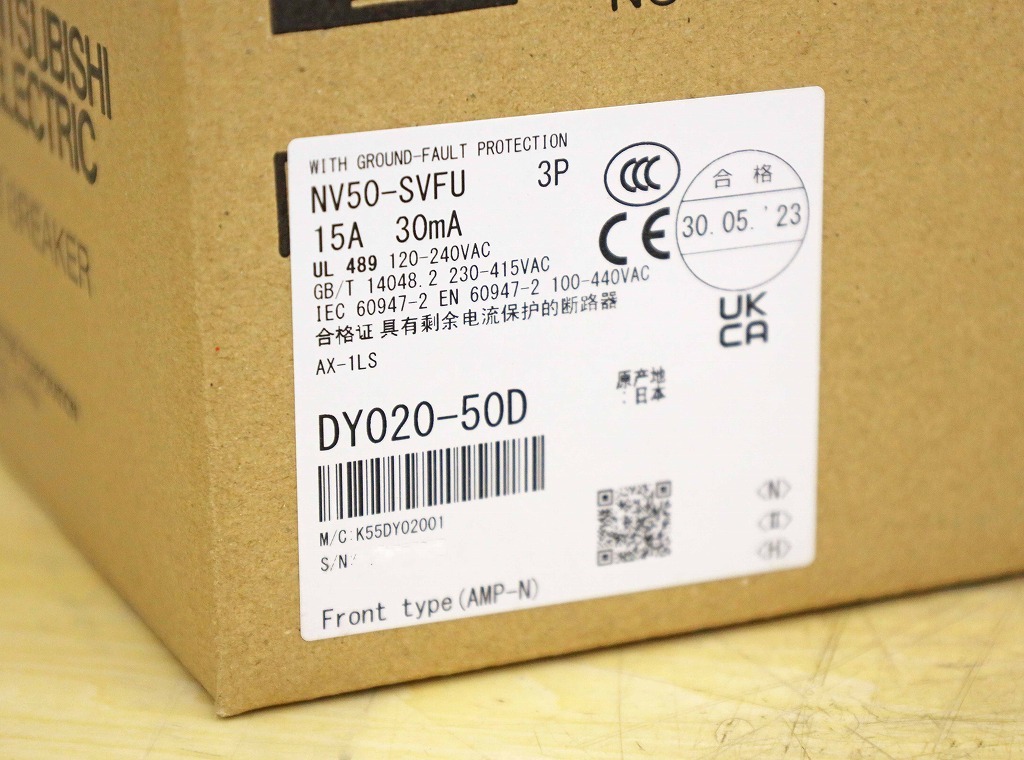 MITSUBISHI
ELECTRIC
BREAKER
WITH GROUND-FAULT PROTECTION
NV50-SVFU 3P
15A 30mA
UL 489 120-240VAC
GB/T 14048.2 230-415VAC
IEC 60947-2 EN 60947-2 100-440VAC
合格证 具有剩余电流保护的断路器
AX-1LS
CCC
CE
合格
30.05.'23
UK
CA
原产地
:日本
DY020-50D
M/C:K55DY02001
S/N:
<N>
<H>
Front type(AMP-N)